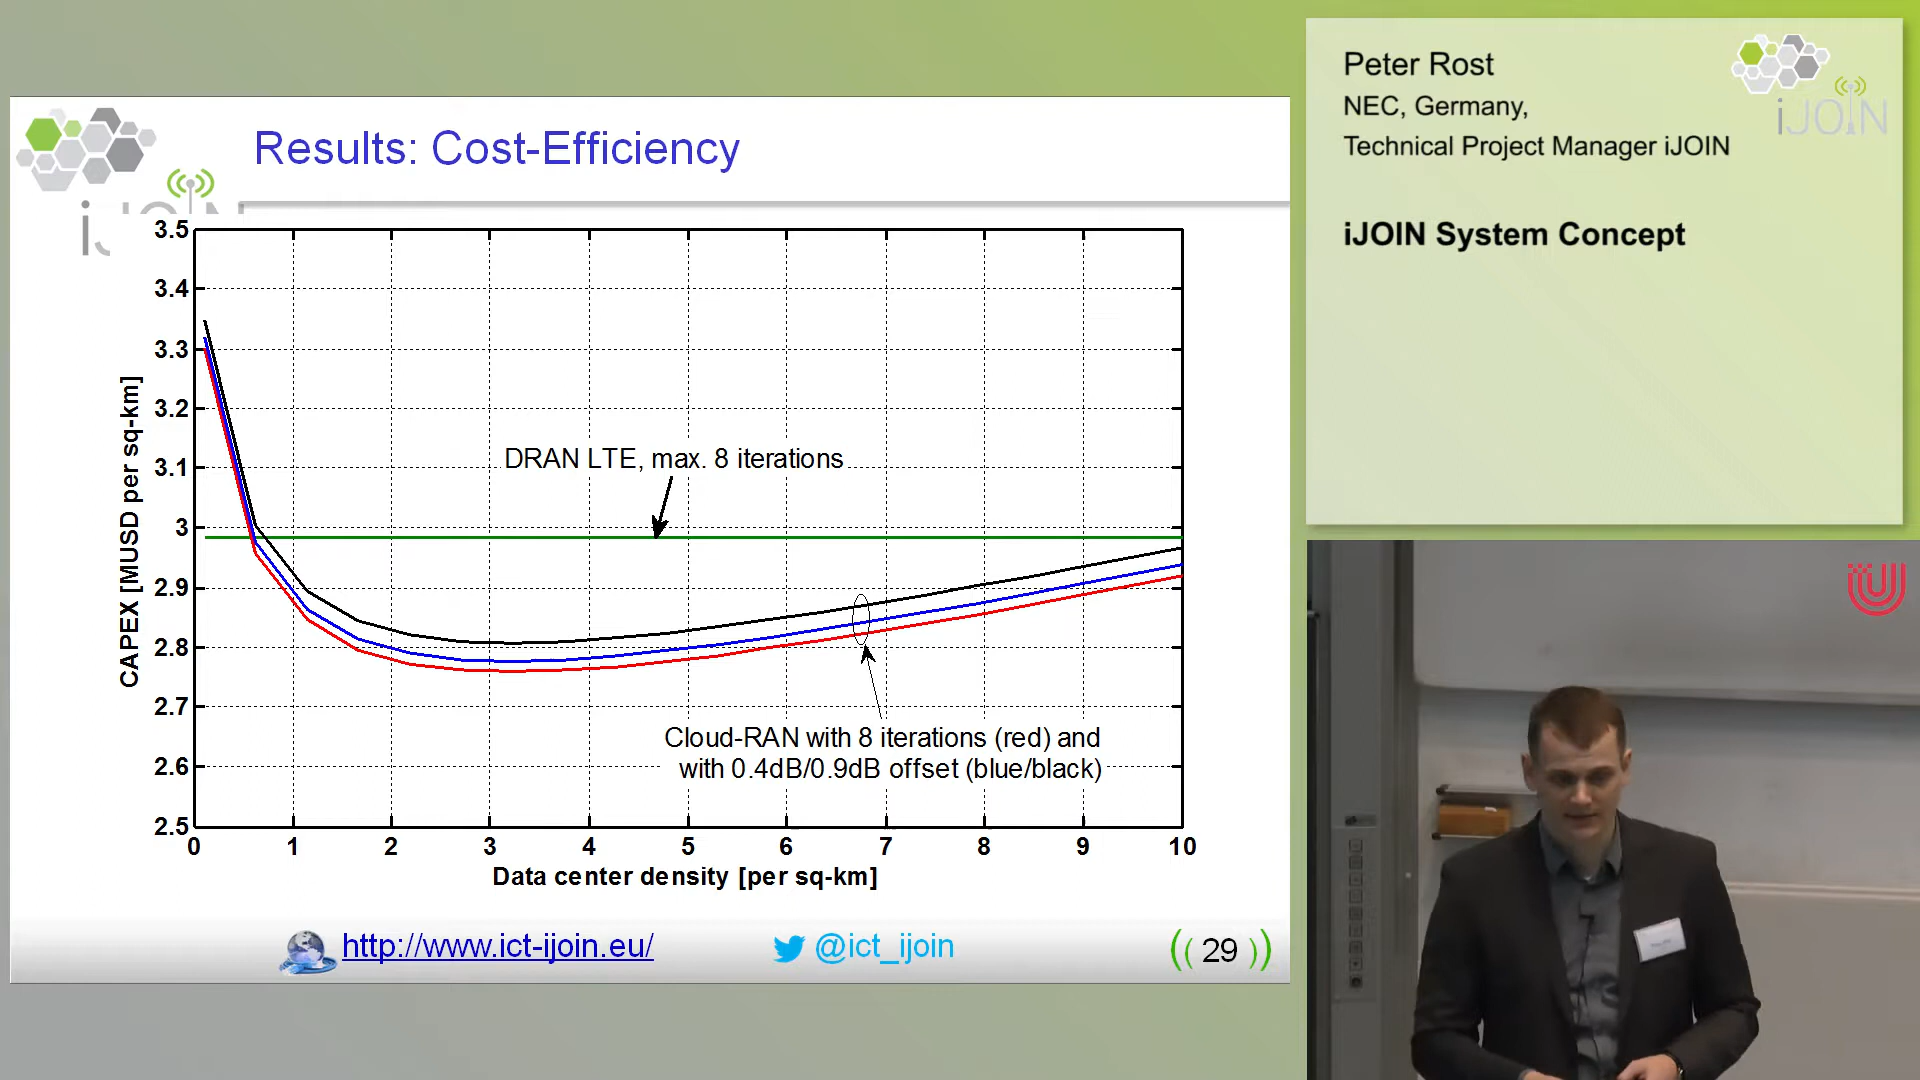 Results: Cost-Efficiency
3.5
3.4
3.3
3.2
3.1
3
2.9
2.8
2.7
2.6
2.5
CAPEX [MUSD per sq-km]
DRAN LTE, max. 8 iterations
Cloud-RAN with 8 iterations (red) and
with 0.4dB/0.9dB offset (blue/black)
0 1 2 3 4 5 6 7 8 9 10
Data center density [per sq-km]
http://www.ict-ijoin.eu/
@ict_ijoin
((29))
Peter Rost
NEC, Germany,
Technical Project Manager iJOIN
iJOIN
iJOIN System Concept